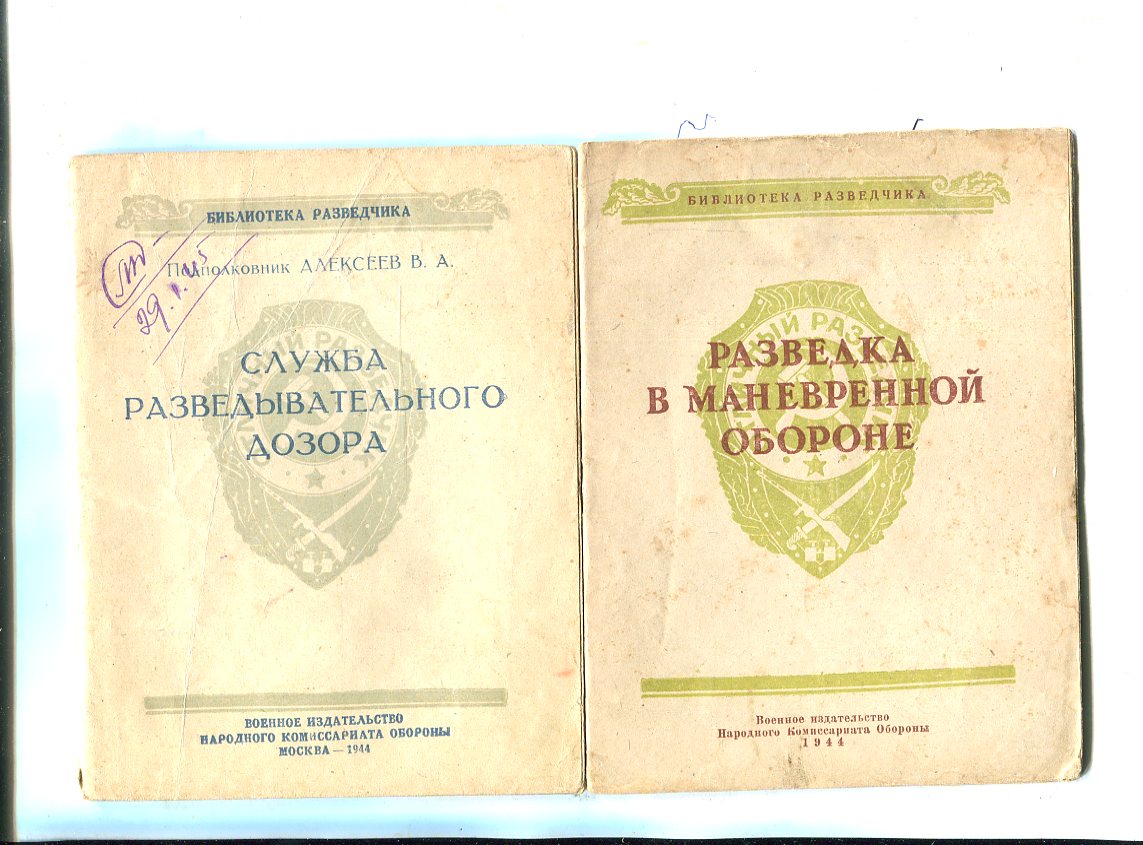 БИБЛИОТЕКА РАЗВЕДЧИКА
Подполковник АЛЕКСЕЕВ В. А.
29.1.45
СЛУЖБА
РАЗВЕДЫВАТЕЛЬНОГО
ДОЗОРА
ВОЕННОЕ ИЗДАТЕЛЬСТВО
НАРОДНОГО КОМИССАРИАТА ОБОРОНЫ
МОСКВА — 1944
БИБЛИОТЕКА РАЗВЕДЧИКА
РАЗВЕДКА
В МАНЕВРЕННОЙ
ОБОРОНЕ
Военное издательство
Народного Комиссариата Обороны
1944